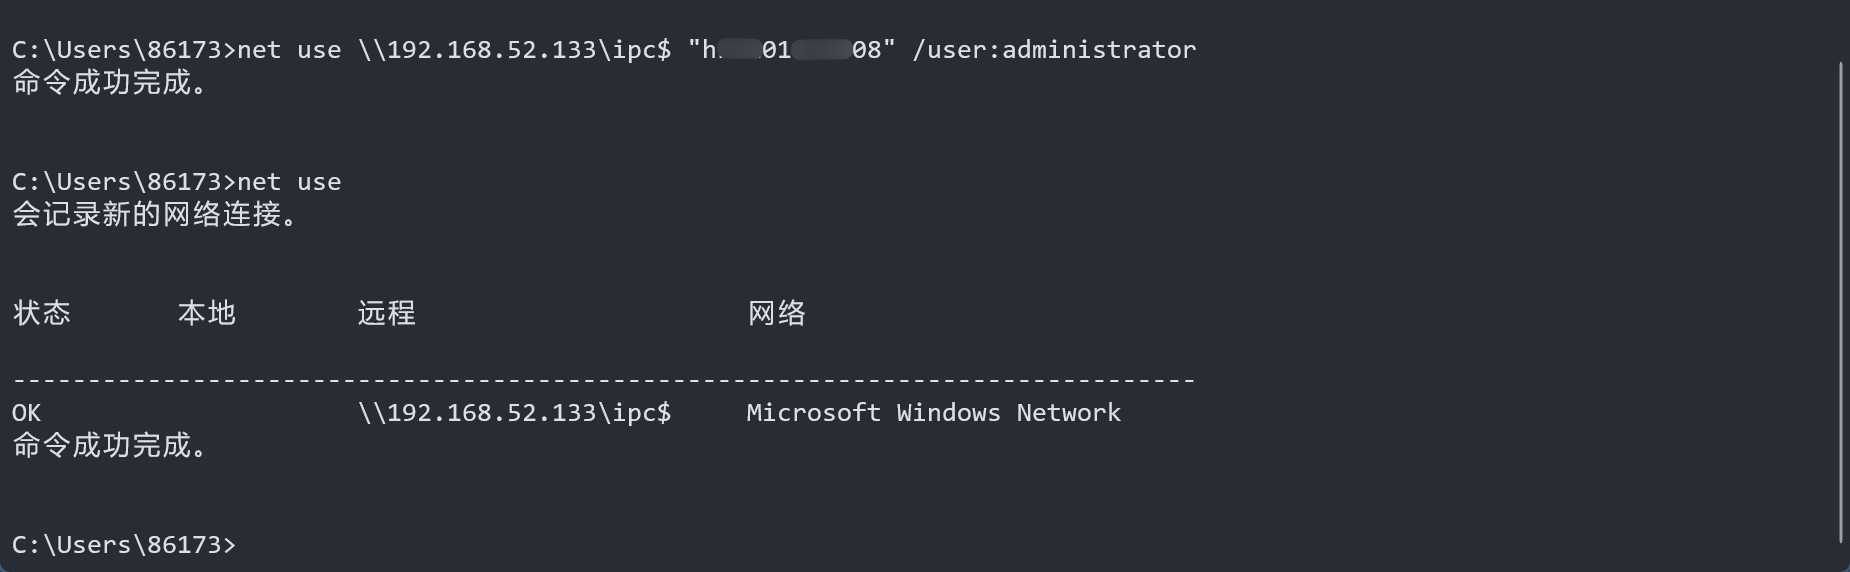 C:\Users\86173>net use \\192.168.52.133\ipc$ "h 01 08" /user:administrator
命令成功完成。
C:\Users\86173>net use
会记录新的网络连接。
状态 本地 远程 网络
-------------------------------------------------------------------------------
OK \\192.168.52.133\ipc$ Microsoft Windows Network
命令成功完成。
C:\Users\86173>